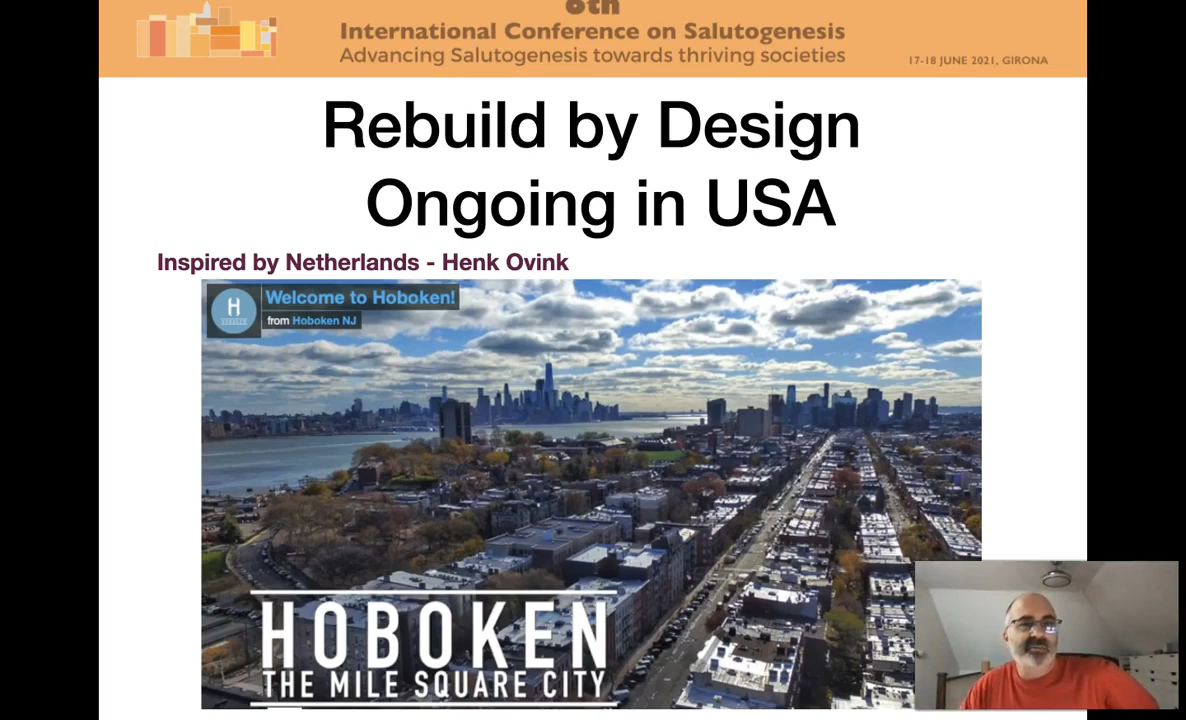 6th
International Conference on Salutogenesis
Advancing Salutogenesis towards thriving societies
17-18 JUNE 2021, GIRONA
Rebuild by Design
Ongoing in USA
Inspired by Netherlands - Henk Ovink
H
Welcome to Hoboken!
from Hoboken NJ
HOBOKEN
THE MILE SQUARE CITY